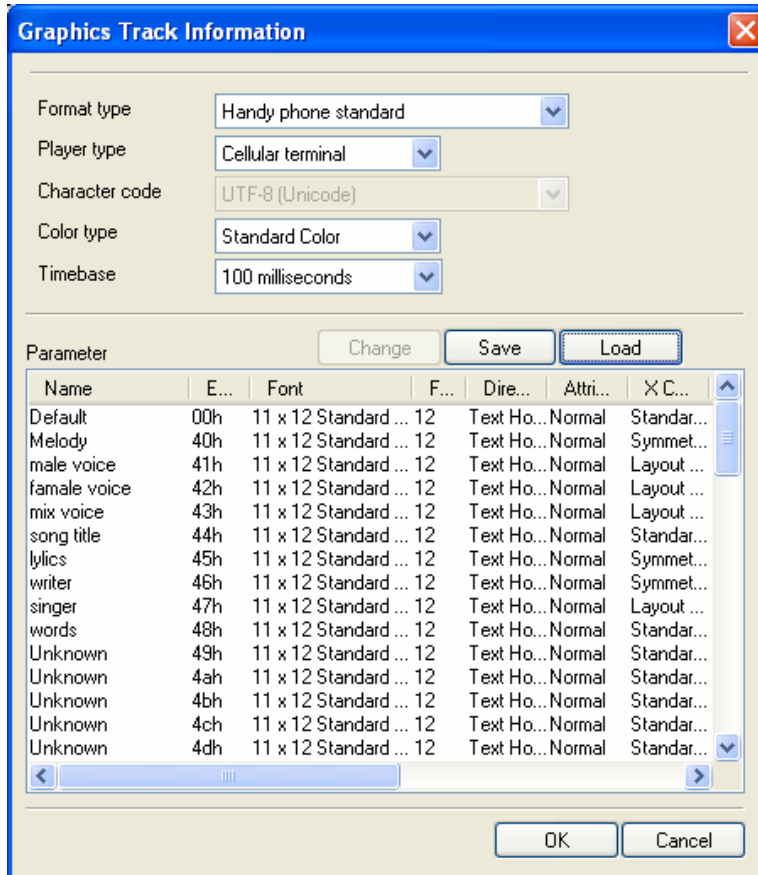 Graphics Track Information
Format type Handy phone standard
Player type Cellular terminal
Character code UTF-8 (Unicode)
Color type Standard Color
Timebase 100 milliseconds
Parameter Change Save Load
Name E... Font F... Dire... Attri... X C...
Default 00h 11 x 12 Standard ... 12 Text Ho... Normal Standar...
Melody 40h 11 x 12 Standard ... 12 Text Ho... Normal Symmet...
male voice 41h 11 x 12 Standard ... 12 Text Ho... Normal Layout ...
famale voice 42h 11 x 12 Standard ... 12 Text Ho... Normal Layout ...
mix voice 43h 11 x 12 Standard ... 12 Text Ho... Normal Layout ...
song title 44h 11 x 12 Standard ... 12 Text Ho... Normal Standar...
lylics 45h 11 x 12 Standard ... 12 Text Ho... Normal Symmet...
writer 46h 11 x 12 Standard ... 12 Text Ho... Normal Symmet...
singer 47h 11 x 12 Standard ... 12 Text Ho... Normal Layout ...
words 48h 11 x 12 Standard ... 12 Text Ho... Normal Standar...
Unknown 49h 11 x 12 Standard ... 12 Text Ho... Normal Standar...
Unknown 4ah 11 x 12 Standard ... 12 Text Ho... Normal Standar...
Unknown 4bh 11 x 12 Standard ... 12 Text Ho... Normal Standar...
Unknown 4ch 11 x 12 Standard ... 12 Text Ho... Normal Standar...
Unknown 4dh 11 x 12 Standard ... 12 Text Ho... Normal Standar...
OK Cancel